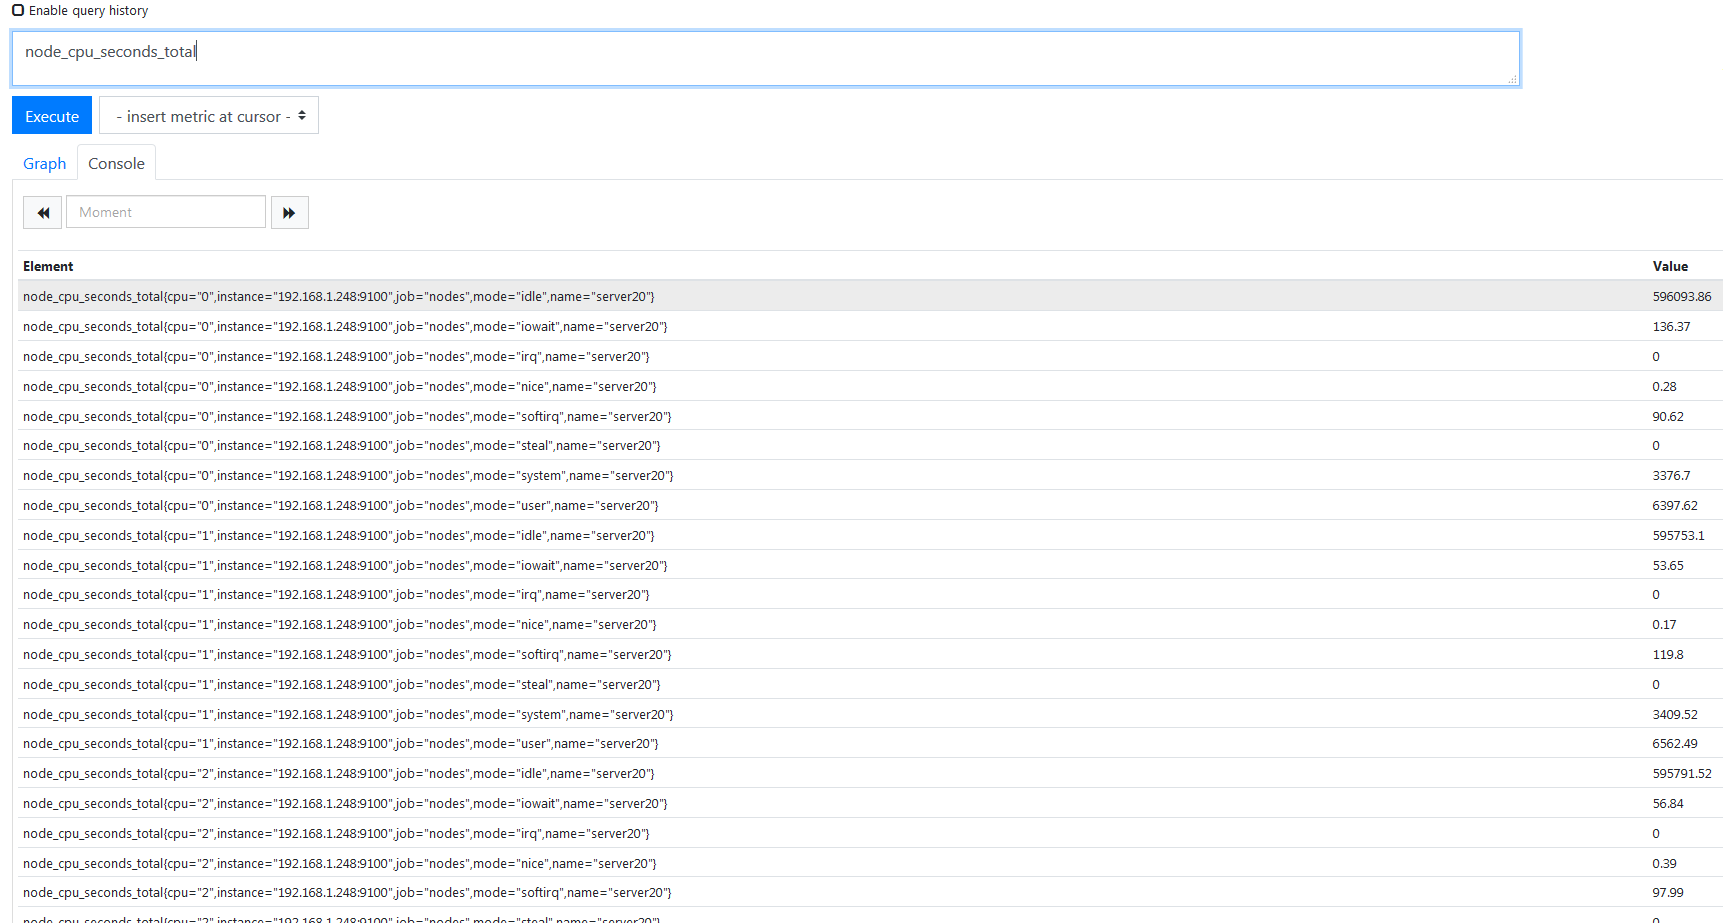 Enable query history
node_cpu_seconds_total
Execute - insert metric at cursor -
Graph Console
Moment
Element Value
node_cpu_seconds_total{cpu="0",instance="192.168.1.248:9100",job="nodes",mode="idle",name="server20"} 596093.86
node_cpu_seconds_total{cpu="0",instance="192.168.1.248:9100",job="nodes",mode="iowait",name="server20"} 136.37
node_cpu_seconds_total{cpu="0",instance="192.168.1.248:9100",job="nodes",mode="irq",name="server20"} 0
node_cpu_seconds_total{cpu="0",instance="192.168.1.248:9100",job="nodes",mode="nice",name="server20"} 0.28
node_cpu_seconds_total{cpu="0",instance="192.168.1.248:9100",job="nodes",mode="softirq",name="server20"} 90.62
node_cpu_seconds_total{cpu="0",instance="192.168.1.248:9100",job="nodes",mode="steal",name="server20"} 0
node_cpu_seconds_total{cpu="0",instance="192.168.1.248:9100",job="nodes",mode="system",name="server20"} 3376.7
node_cpu_seconds_total{cpu="0",instance="192.168.1.248:9100",job="nodes",mode="user",name="server20"} 6397.62
node_cpu_seconds_total{cpu="1",instance="192.168.1.248:9100",job="nodes",mode="idle",name="server20"} 595753.1
node_cpu_seconds_total{cpu="1",instance="192.168.1.248:9100",job="nodes",mode="iowait",name="server20"} 53.65
node_cpu_seconds_total{cpu="1",instance="192.168.1.248:9100",job="nodes",mode="irq",name="server20"} 0
node_cpu_seconds_total{cpu="1",instance="192.168.1.248:9100",job="nodes",mode="nice",name="server20"} 0.17
node_cpu_seconds_total{cpu="1",instance="192.168.1.248:9100",job="nodes",mode="softirq",name="server20"} 119.8
node_cpu_seconds_total{cpu="1",instance="192.168.1.248:9100",job="nodes",mode="steal",name="server20"} 0
node_cpu_seconds_total{cpu="1",instance="192.168.1.248:9100",job="nodes",mode="system",name="server20"} 3409.52
node_cpu_seconds_total{cpu="1",instance="192.168.1.248:9100",job="nodes",mode="user",name="server20"} 6562.49
node_cpu_seconds_total{cpu="2",instance="192.168.1.248:9100",job="nodes",mode="idle",name="server20"} 595791.52
node_cpu_seconds_total{cpu="2",instance="192.168.1.248:9100",job="nodes",mode="iowait",name="server20"} 56.84
node_cpu_seconds_total{cpu="2",instance="192.168.1.248:9100",job="nodes",mode="irq",name="server20"} 0
node_cpu_seconds_total{cpu="2",instance="192.168.1.248:9100",job="nodes",mode="nice",name="server20"} 0.39
node_cpu_seconds_total{cpu="2",instance="192.168.1.248:9100",job="nodes",mode="softirq",name="server20"} 97.99
node_cpu_seconds_total{cpu="2",instance="192.168.1.248:9100",job="nodes",mode="steal",name="server20"} 0